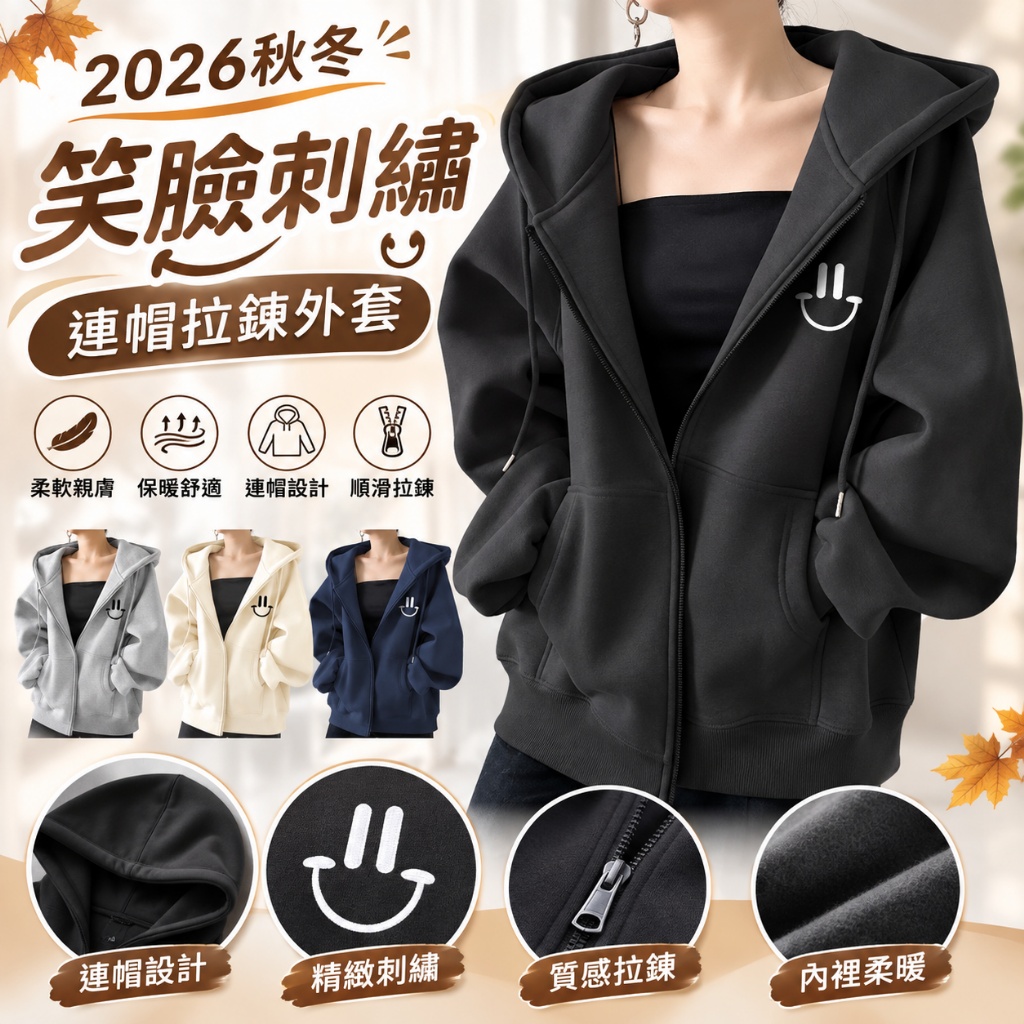 2026秋冬
笑臉刺繡
連帽拉鍊外套
柔軟親膚
保暖舒適
連帽設計
順滑拉鍊
連帽設計
精緻刺繡
質感拉鍊
內裡柔暖